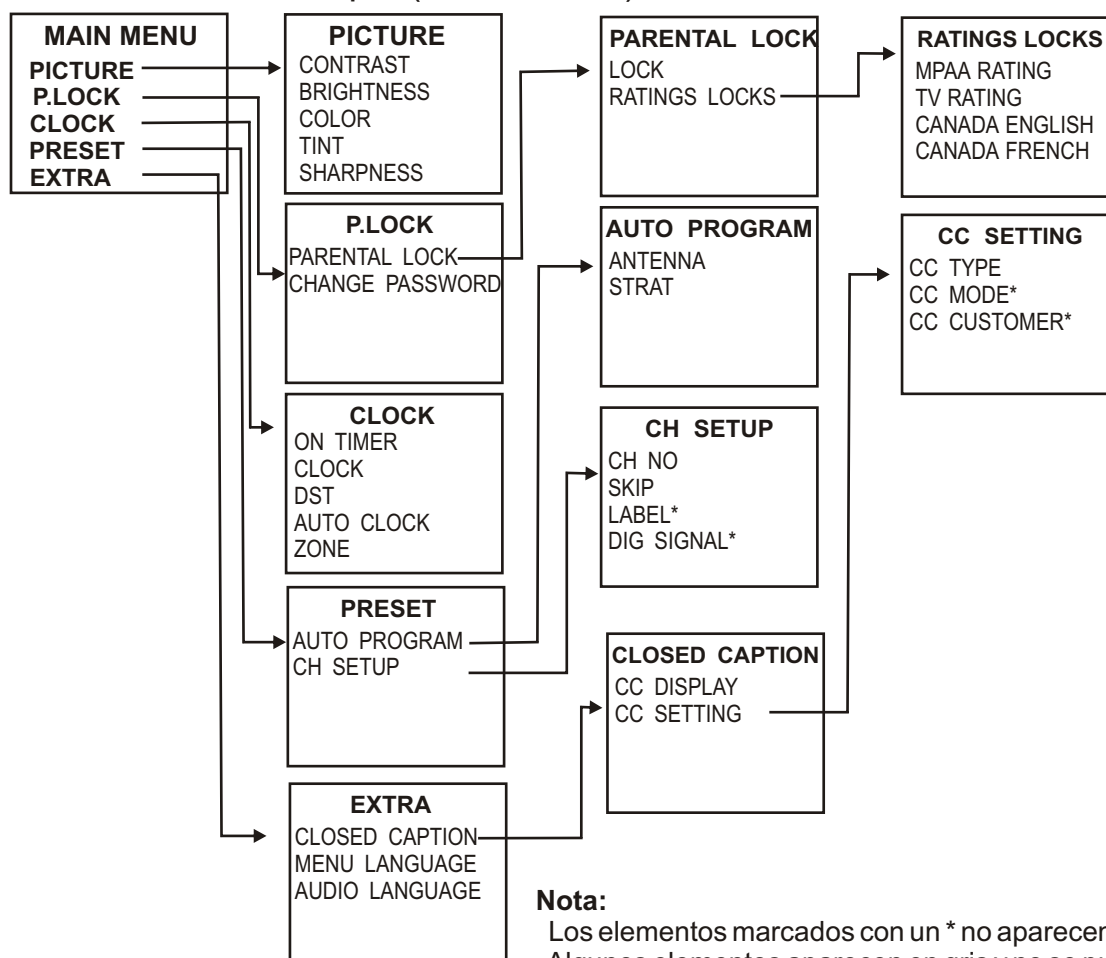 MAIN MENU
PICTURE
P.LOCK
CLOCK
PRESET
EXTRA
PICTURE
CONTRAST
BRIGHTNESS
COLOR
TINT
SHARPNESS
P.LOCK
PARENTAL LOCK
CHANGE PASSWORD
CLOCK
ON TIMER
CLOCK
DST
AUTO CLOCK
ZONE
PRESET
AUTO PROGRAM
CH SETUP
EXTRA
CLOSED CAPTION
MENU LANGUAGE
AUDIO LANGUAGE
PARENTAL LOCK
LOCK
RATINGS LOCKS
AUTO PROGRAM
ANTENNA
STRAT
CH SETUP
CH NO
SKIP
LABEL*
DIG SIGNAL*
CLOSED CAPTION
CC DISPLAY
CC SETTING
RATINGS LOCKS
MPAA RATING
TV RATING
CANADA ENGLISH
CANADA FRENCH
CC SETTING
CC TYPE
CC MODE*
CC CUSTOMER*
Nota:
Los elementos marcados con un * no aparecen